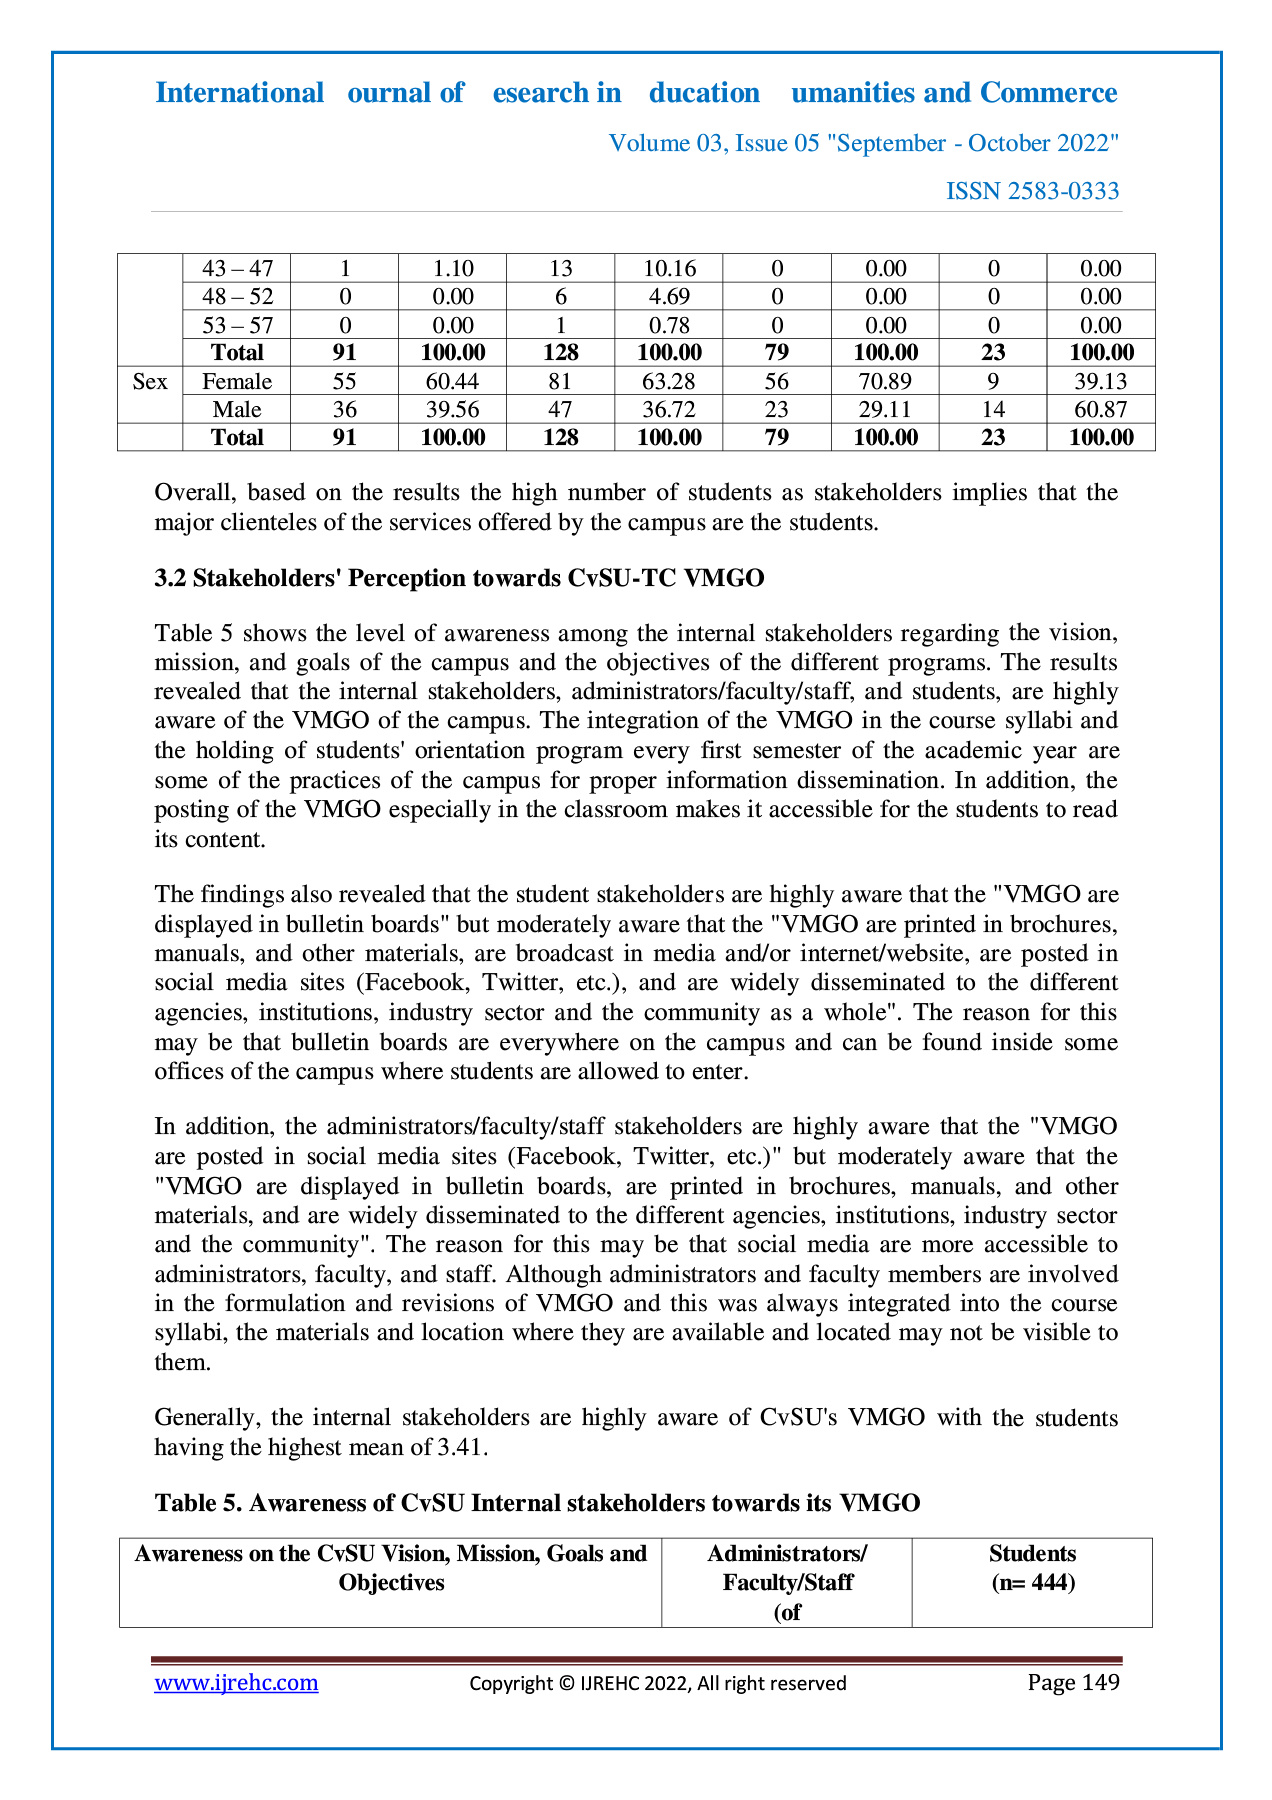 International ournal of esearch in ducation umanities and Commerce
Volume 03, Issue 05 "September - October 2022"
ISSN 2583-0333
43 – 47 1 1.10 13 10.16 0 0.00 0 0.00
48 – 52 0 0.00 6 4.69 0 0.00 0 0.00
53 – 57 0 0.00 1 0.78 0 0.00 0 0.00
Total 91 100.00 128 100.00 79 100.00 23 100.00
Sex Female 55 60.44 81 63.28 56 70.89 9 39.13
Male 36 39.56 47 36.72 23 29.11 14 60.87
Total 91 100.00 128 100.00 79 100.00 23 100.00
Overall, based on the results the high number of students as stakeholders implies that the
major clienteles of the services offered by the campus are the students.
3.2 Stakeholders' Perception towards CvSU-TC VMGO
Table 5 shows the level of awareness among the internal stakeholders regarding the vision,
mission, and goals of the campus and the objectives of the different programs. The results
revealed that the internal stakeholders, administrators/faculty/staff, and students, are highly
aware of the VMGO of the campus. The integration of the VMGO in the course syllabi and
the holding of students' orientation program every first semester of the academic year are
some of the practices of the campus for proper information dissemination. In addition, the
posting of the VMGO especially in the classroom makes it accessible for the students to read
its content.
The findings also revealed that the student stakeholders are highly aware that the "VMGO are
displayed in bulletin boards" but moderately aware that the "VMGO are printed in brochures,
manuals, and other materials, are broadcast in media and/or internet/website, are posted in
social media sites (Facebook, Twitter, etc.), and are widely disseminated to the different
agencies, institutions, industry sector and the community as a whole". The reason for this
may be that bulletin boards are everywhere on the campus and can be found inside some
offices of the campus where students are allowed to enter.
In addition, the administrators/faculty/staff stakeholders are highly aware that the "VMGO
are posted in social media sites (Facebook, Twitter, etc.)" but moderately aware that the
"VMGO are displayed in bulletin boards, are printed in brochures, manuals, and other
materials, and are widely disseminated to the different agencies, institutions, industry sector
and the community". The reason for this may be that social media are more accessible to
administrators, faculty, and staff. Although administrators and faculty members are involved
in the formulation and revisions of VMGO and this was always integrated into the course
syllabi, the materials and location where they are available and located may not be visible to
them.
Generally, the internal stakeholders are highly aware of CvSU's VMGO with the students
having the highest mean of 3.41.
Table 5. Awareness of CvSU Internal stakeholders towards its VMGO
Awareness on the CvSU Vision, Mission, Goals and Administrators/ Students
Objectives Faculty/Staff (n= 444)
(of
www.ijrehc.com Copyright © IJREHC 2022, All right reserved Page 149